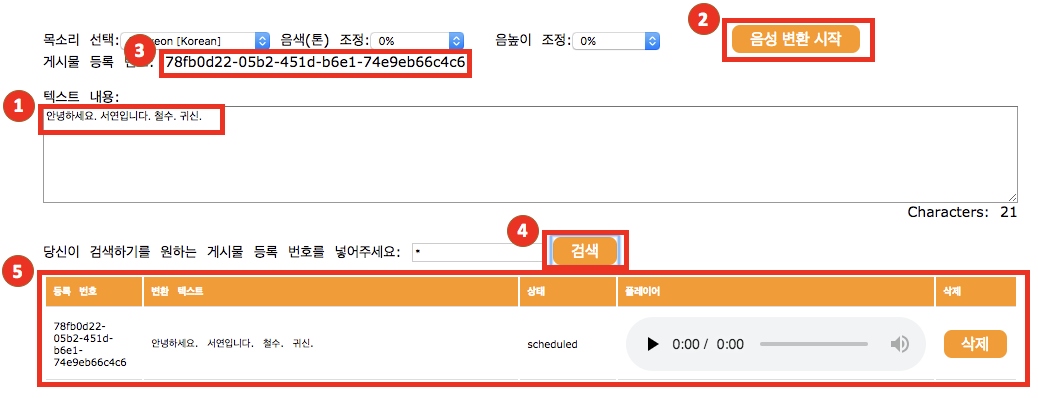 2
목소리 선택: eon [Korean] 음색(톤) 조정: 0% 음높이 조정: 0% 음성 변환 시작
3
게시물 등록 번호: 78fb0d22-05b2-451d-b6e1-74e9eb66c4c6
텍스트 내용:
1
안녕하세요. 서연입니다. 철수. 귀신.
Characters: 21
4
당신이 검색하기를 원하는 게시물 등록 번호를 넣어주세요: * 검색
5
등록 번호 변환 텍스트 상태 플레이어 삭제
78fb0d22-
05b2-451d-
b6e1-
74e9eb66c4c6
안녕하세요. 서연입니다. 철수. 귀신. scheduled 0:00 / 0:00 삭제